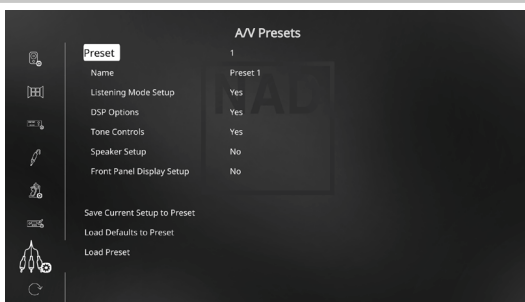 A/V Presets
Preset 1
Name Preset 1
Listening Mode Setup Yes
DSP Options Yes
Tone Controls Yes
Speaker Setup No
Front Panel Display Setup No
Save Current Setup to Preset
Load Defaults to Preset
Load Preset
NAD